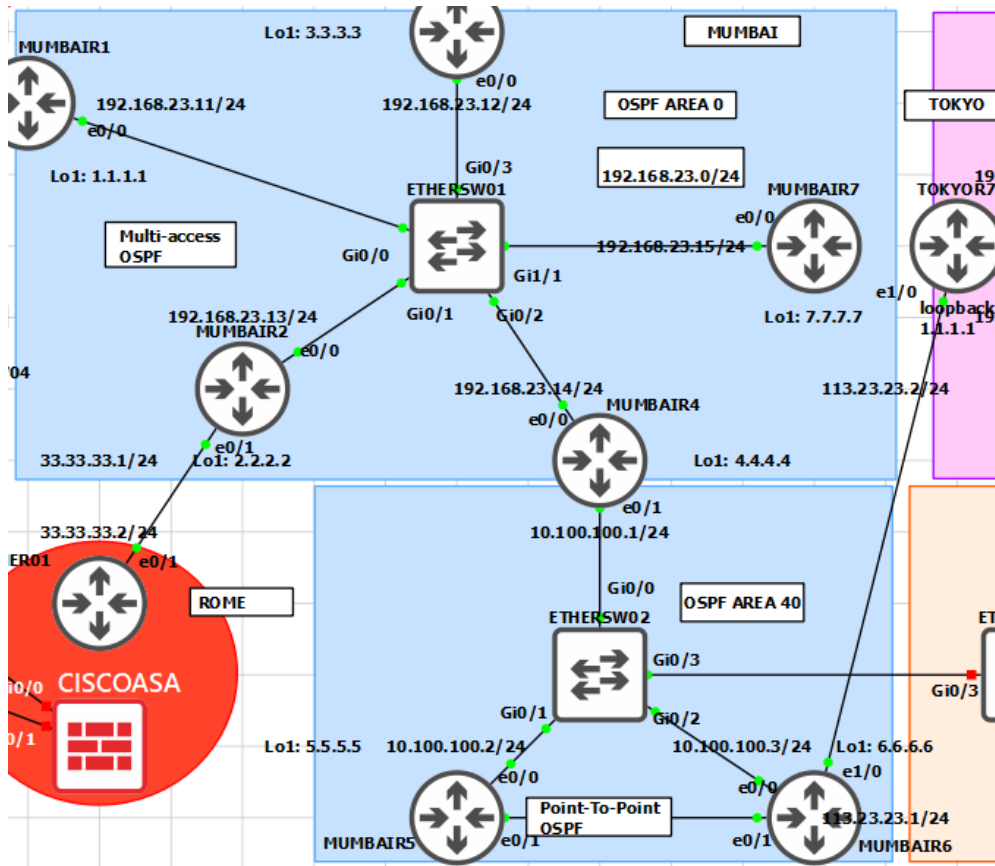 Lo1: 3.3.3.3
MUMBAI
MUMBAIR1
e0/0
192.168.23.11/24
192.168.23.12/24
OSPF AREA 0
TOKYO
e0/0
Gi0/3
Lo1: 1.1.1.1
ETHERSW01
192.168.23.0/24
MUMBAIR7
TOKYOR7
19
e0/0
Multi-access
OSPF
Gi0/0
192.168.23.15/24
Gi1/1
e1/0
192.168.23.13/24
Gi0/1
Gi0/2
Lo1: 7.7.7.7
loopback
19
1.1.1.1
MUMBAIR2
e0/0
/04
192.168.23.14/24
113.23.23.2/24
MUMBAIR4
e0/0
e0/1
33.33.33.1/24
Lo1: 2.2.2.2
Lo1: 4.4.4.4
e0/1
33.33.33.2/24
10.100.100.1/24
ER01
e0/1
Gi0/0
ROME
OSPF AREA 40
ETHERSW02
ET
Gi0/3
CISCOASA
i0/0
Gi0/3
Gi0/1
Gi0/2
0/1
Lo1: 5.5.5.5
10.100.100.2/24
10.100.100.3/24
Lo1: 6.6.6.6
e1/0
e0/0
e0/0
Point-To-Point
OSPF
113.23.23.1/24
MUMBAIR5
e0/1
e0/1
MUMBAIR6